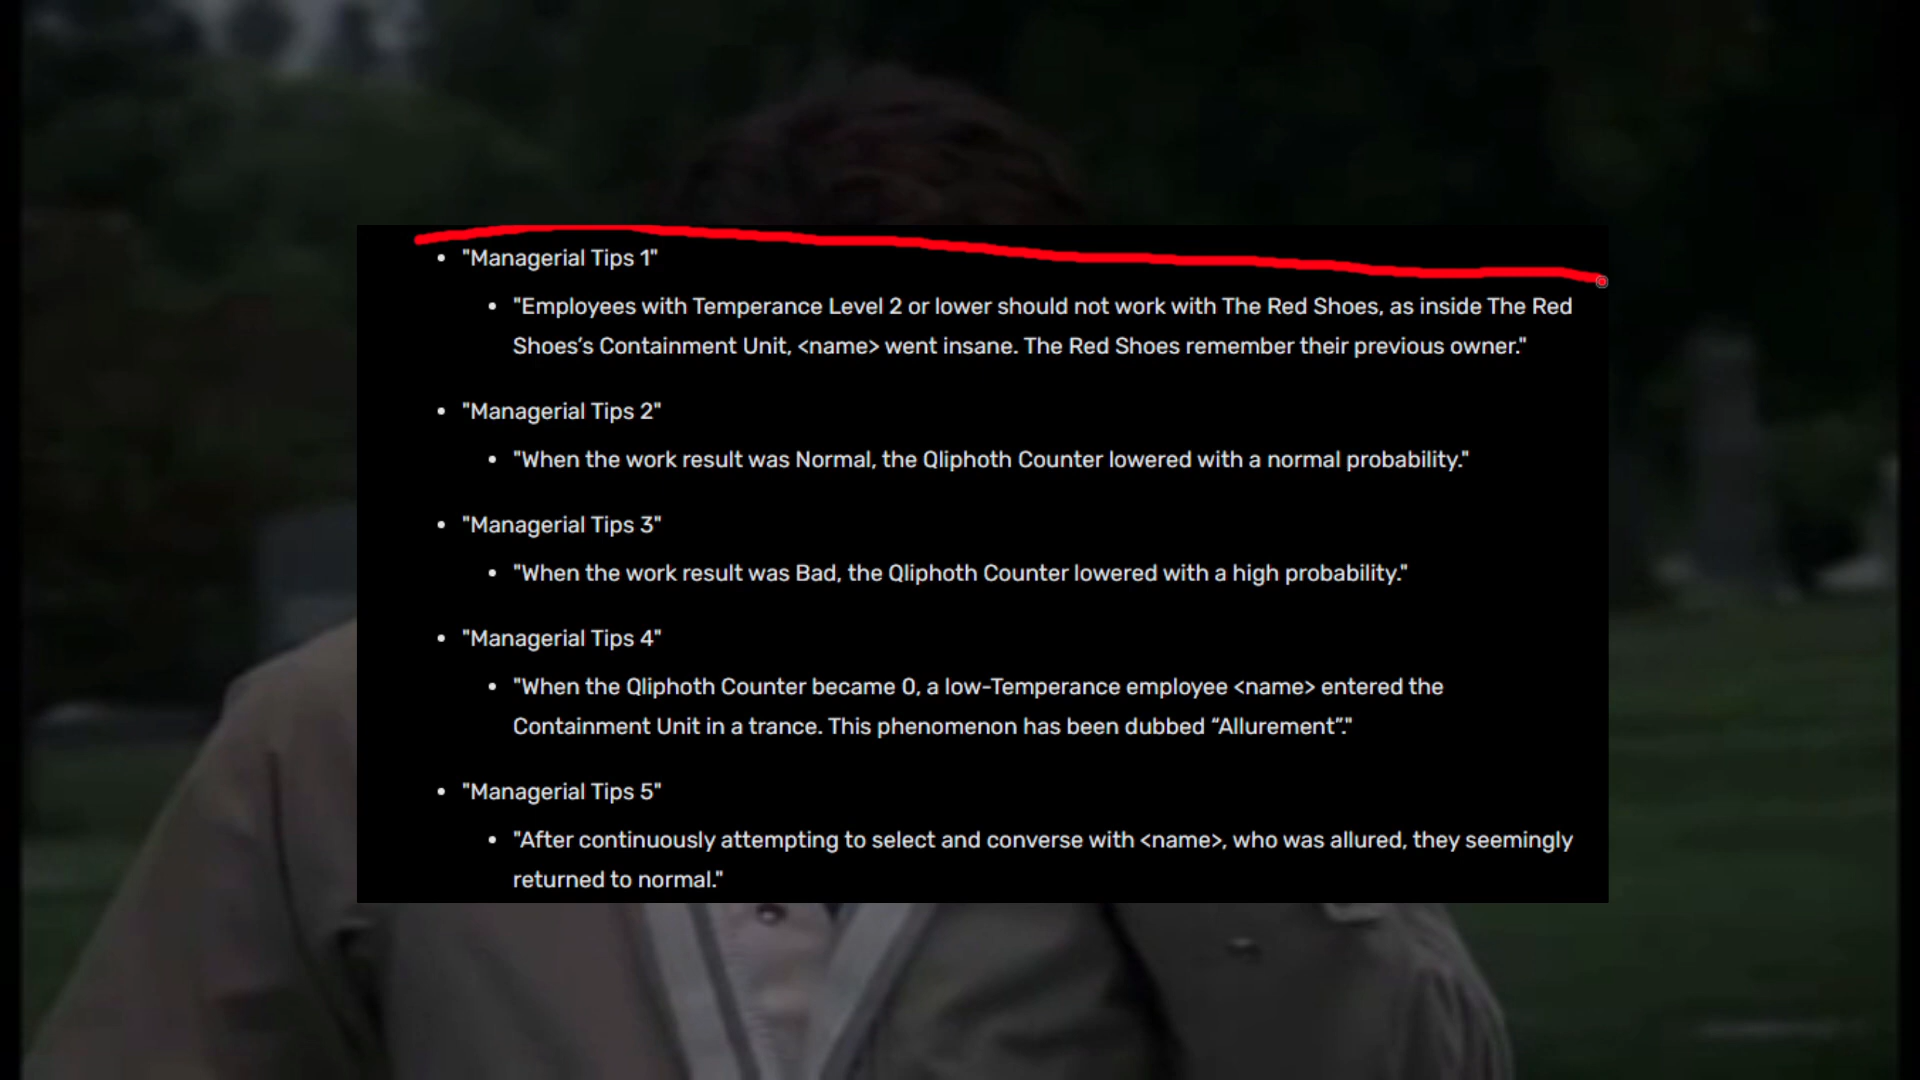 • "Managerial Tips 1"
• "Employees with Temperance Level 2 or lower should not work with The Red Shoes, as inside The Red
Shoes’s Containment Unit, <name> went insane. The Red Shoes remember their previous owner."
• "Managerial Tips 2"
• "When the work result was Normal, the Qliphoth Counter lowered with a normal probability."
• "Managerial Tips 3"
• "When the work result was Bad, the Qliphoth Counter lowered with a high probability."
• "Managerial Tips 4"
• "When the Qliphoth Counter became 0, a low-Temperance employee <name> entered the
Containment Unit in a trance. This phenomenon has been dubbed “Allurement”."
• "Managerial Tips 5"
• "After continuously attempting to select and converse with <name>, who was allured, they seemingly
returned to normal."